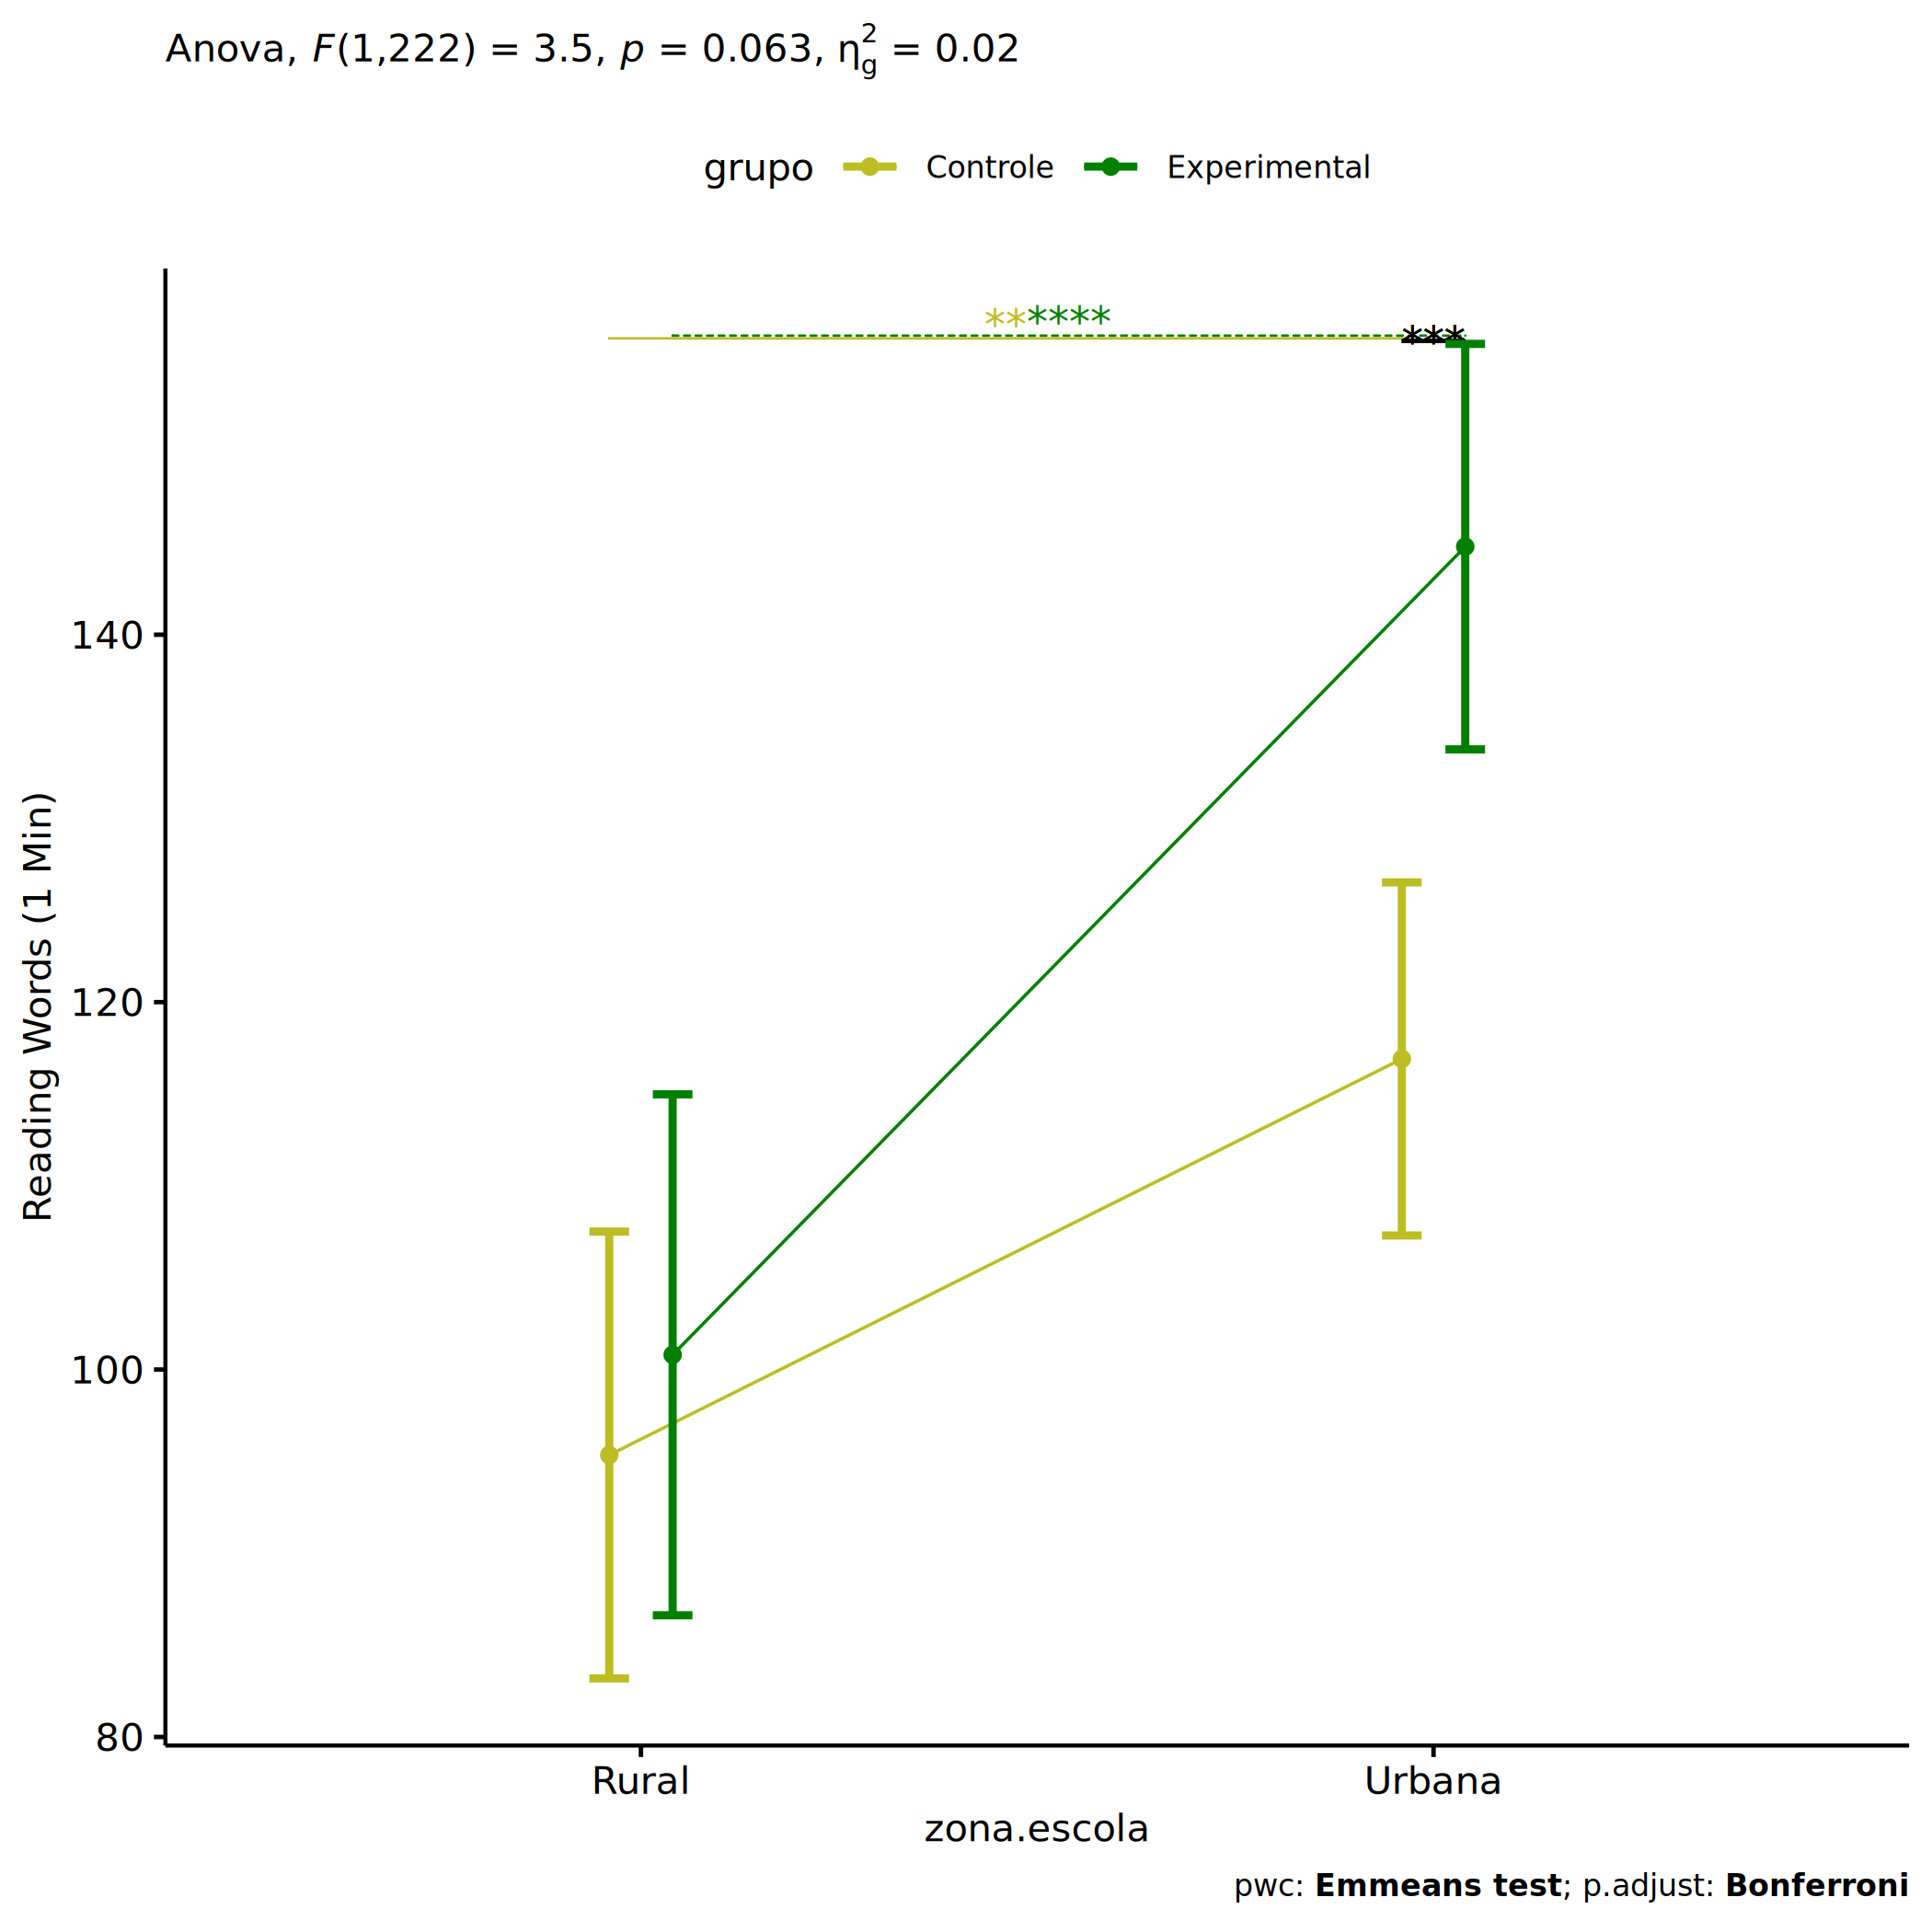 Anova, F(1,222) = 3.5, p = 0.063, η²g = 0.02
grupo Controle Experimental
** ****
***
140
120
100
80
Reading Words (1 Min)
Rural Urbana
zona.escola
pwc: Emmeans test; p.adjust: Bonferroni